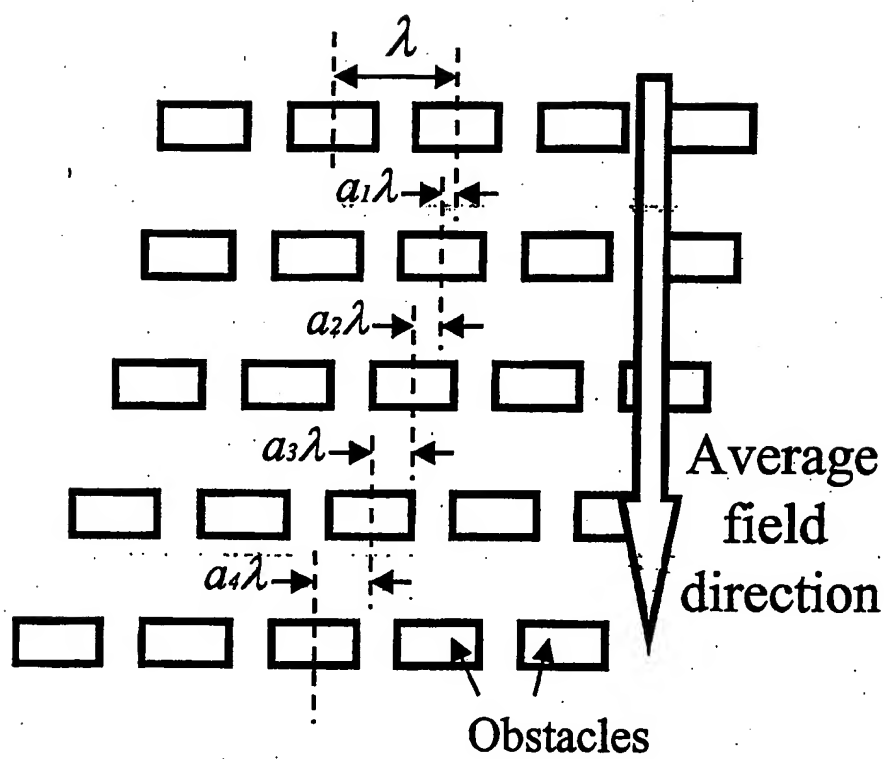 λ
a₁λ
a₂λ
a₃λ
a₄λ
Average
field
direction
Obstacles